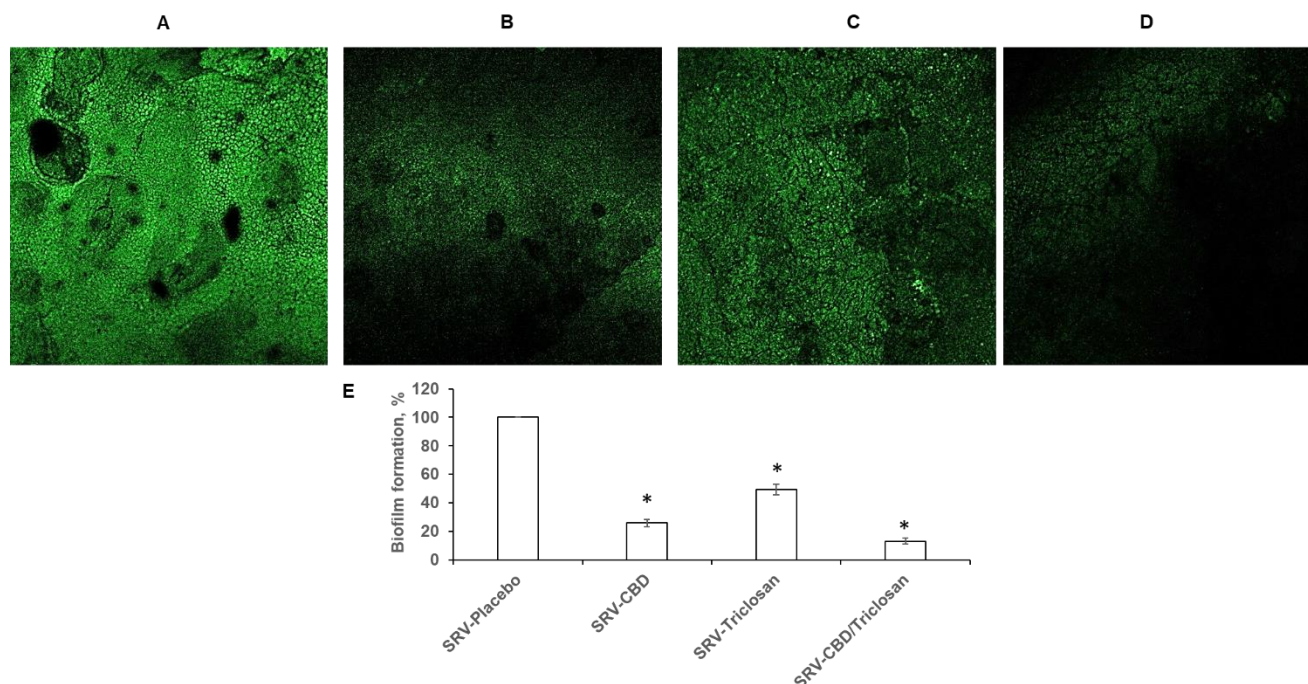 A
B
C
D
E
Biofilm formation, %
120
100
80
60
40
20
0
*
*
*
SRV-Placebo
SRV-CBD
SRV-Triclosan
SRV-CBD/Triclosan